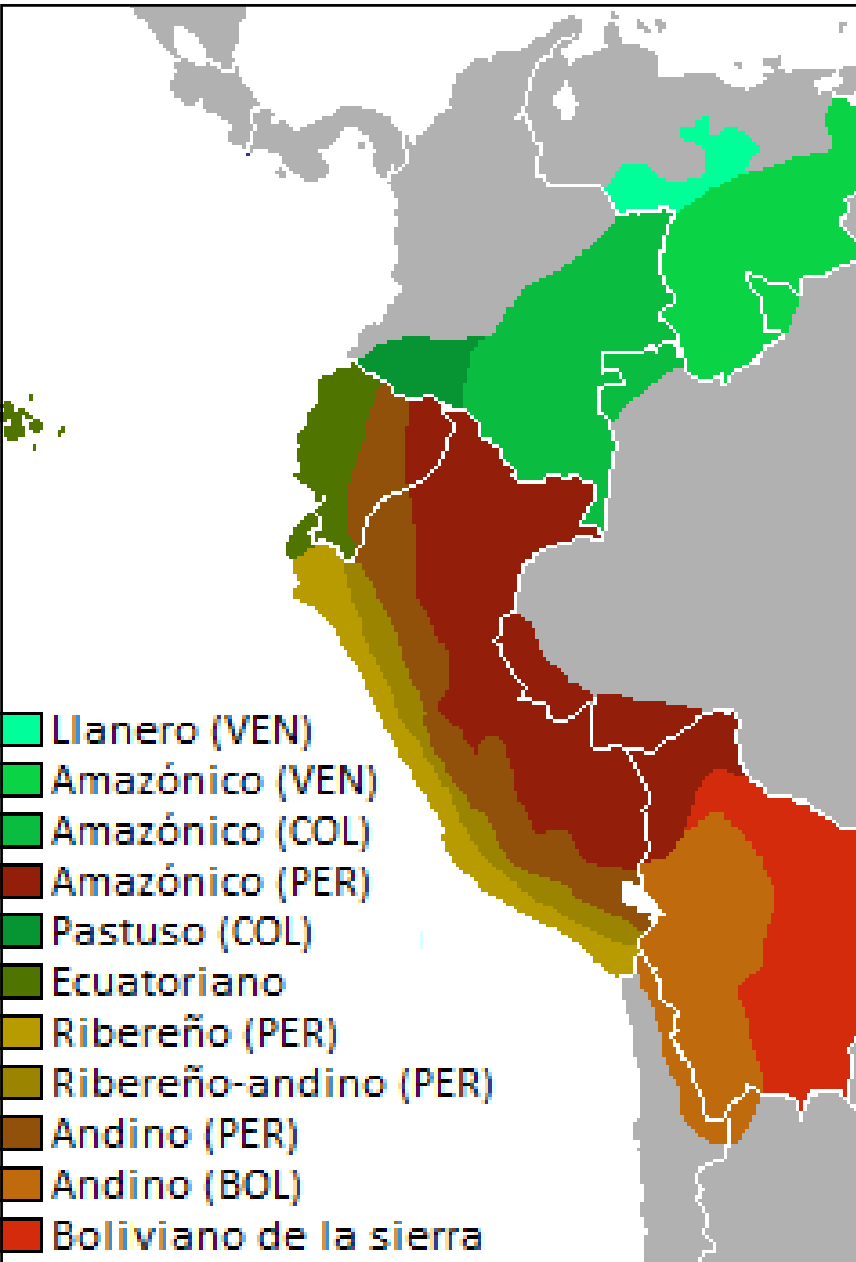 Llanero (VEN)
Amazónico (VEN)
Amazónico (COL)
Amazónico (PER)
Pastuso (COL)
Ecuatoriano
Ribereño (PER)
Ribereño-andino (PER)
Andino (PER)
Andino (BOL)
Boliviano de la sierra